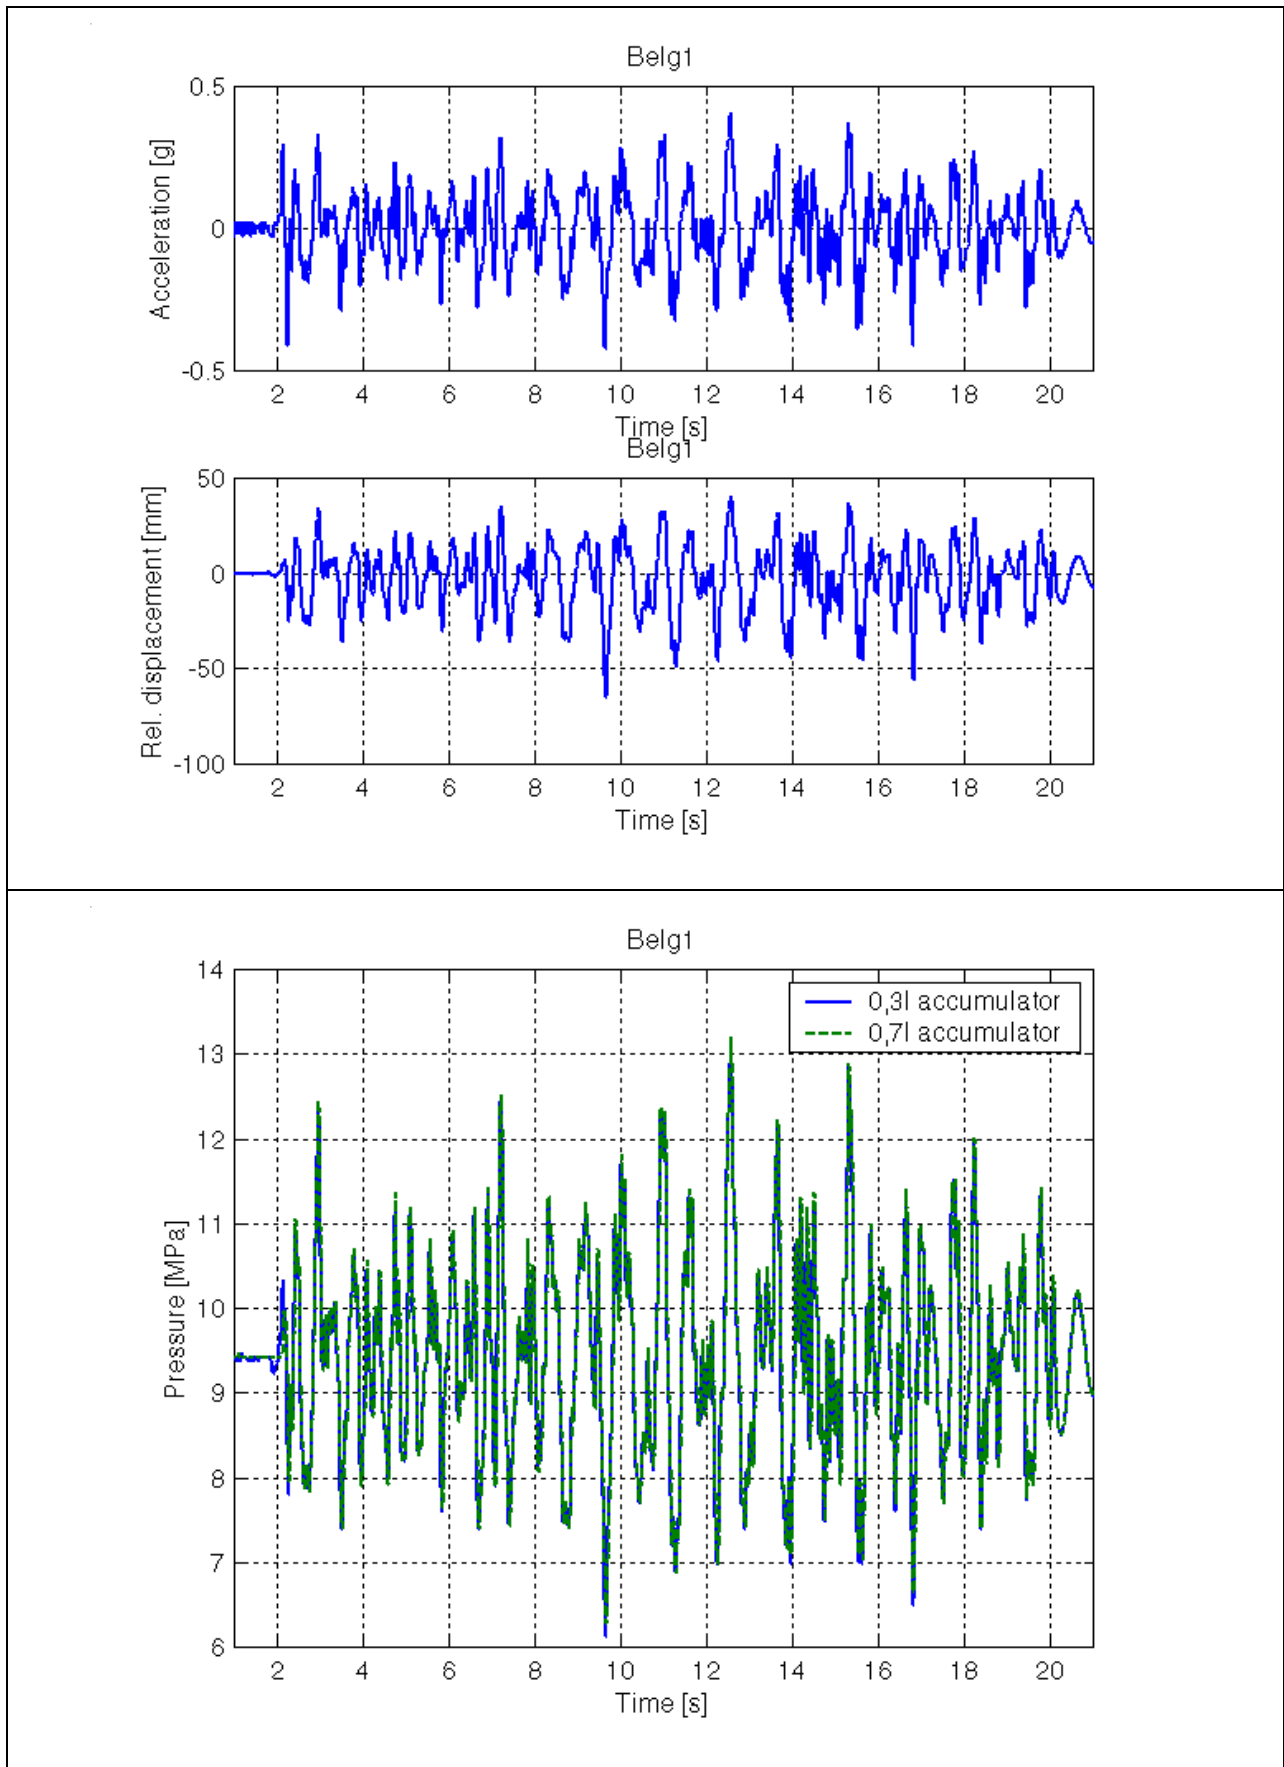 Belg1
0.5
0
-0.5
Acceleration [g]
2 4 6 8 10 12 14 16 18 20
Time [s]
Belg1
50
0
-50
-100
Rel. displacement [mm]
2 4 6 8 10 12 14 16 18 20
Time [s]
Belg1
14
13
12
11
10
9
8
7
6
Pressure [MPa]
0,3l accumulator
0,7l accumulator
2 4 6 8 10 12 14 16 18 20
Time [s]